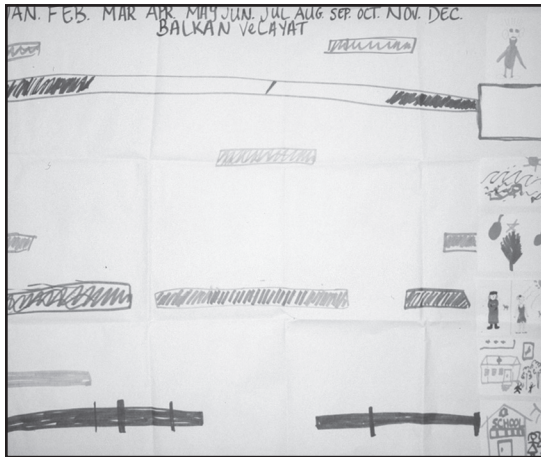 JAN. FEB. MAR APR. MAY JUN. JUL AUG. SEP. OCT. NOV. DEC.
BALKAN VeLAYAT
SCHOOL